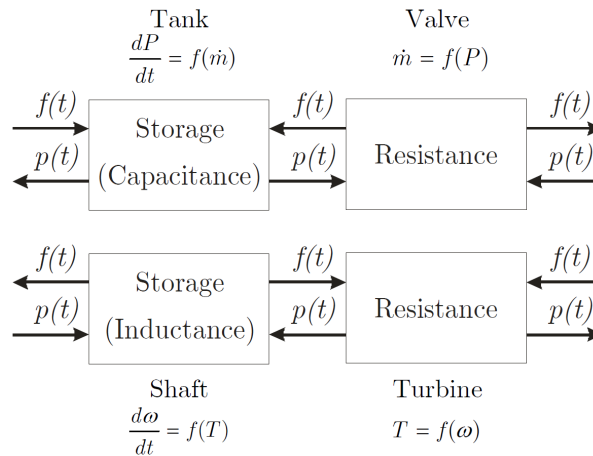 Tank Valve
dP/dt = f(ṁ) ṁ = f(P)
f(t) f(t) f(t)
Storage
(Capacitance)
Resistance
p(t) p(t) p(t)
f(t) f(t) f(t)
Storage
(Inductance)
Resistance
p(t) p(t) p(t)
Shaft Turbine
dω/dt = f(T) T = f(ω)